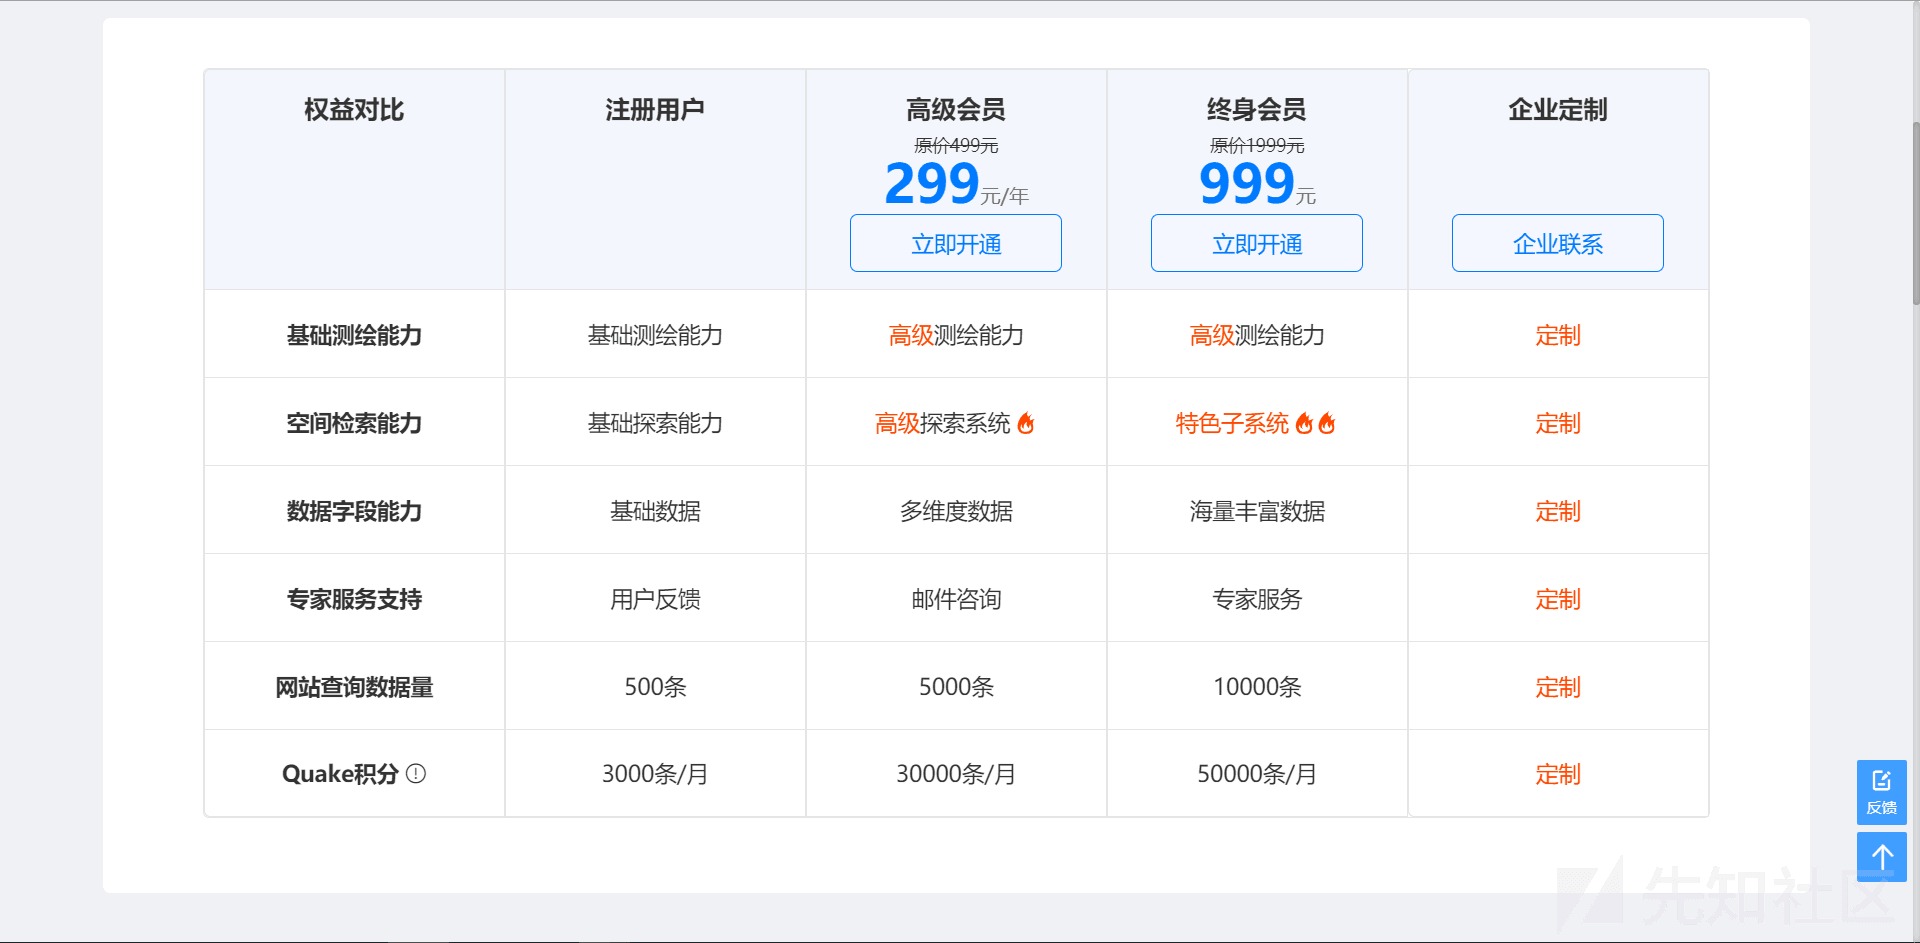 权益对比 注册用户 高级会员 终身会员 企业定制
原价499元 原价1999元
299元/年 999元
立即开通 立即开通 企业联系
基础测绘能力 基础测绘能力 高级测绘能力 高级测绘能力 定制
空间检索能力 基础探索能力 高级探索系统 特色子系统 定制
数据字段能力 基础数据 多维度数据 海量丰富数据 定制
专家服务支持 用户反馈 邮件咨询 专家服务 定制
网站查询数据量 500条 5000条 10000条 定制
Quake积分 3000条/月 30000条/月 50000条/月 定制
反馈
先知社区